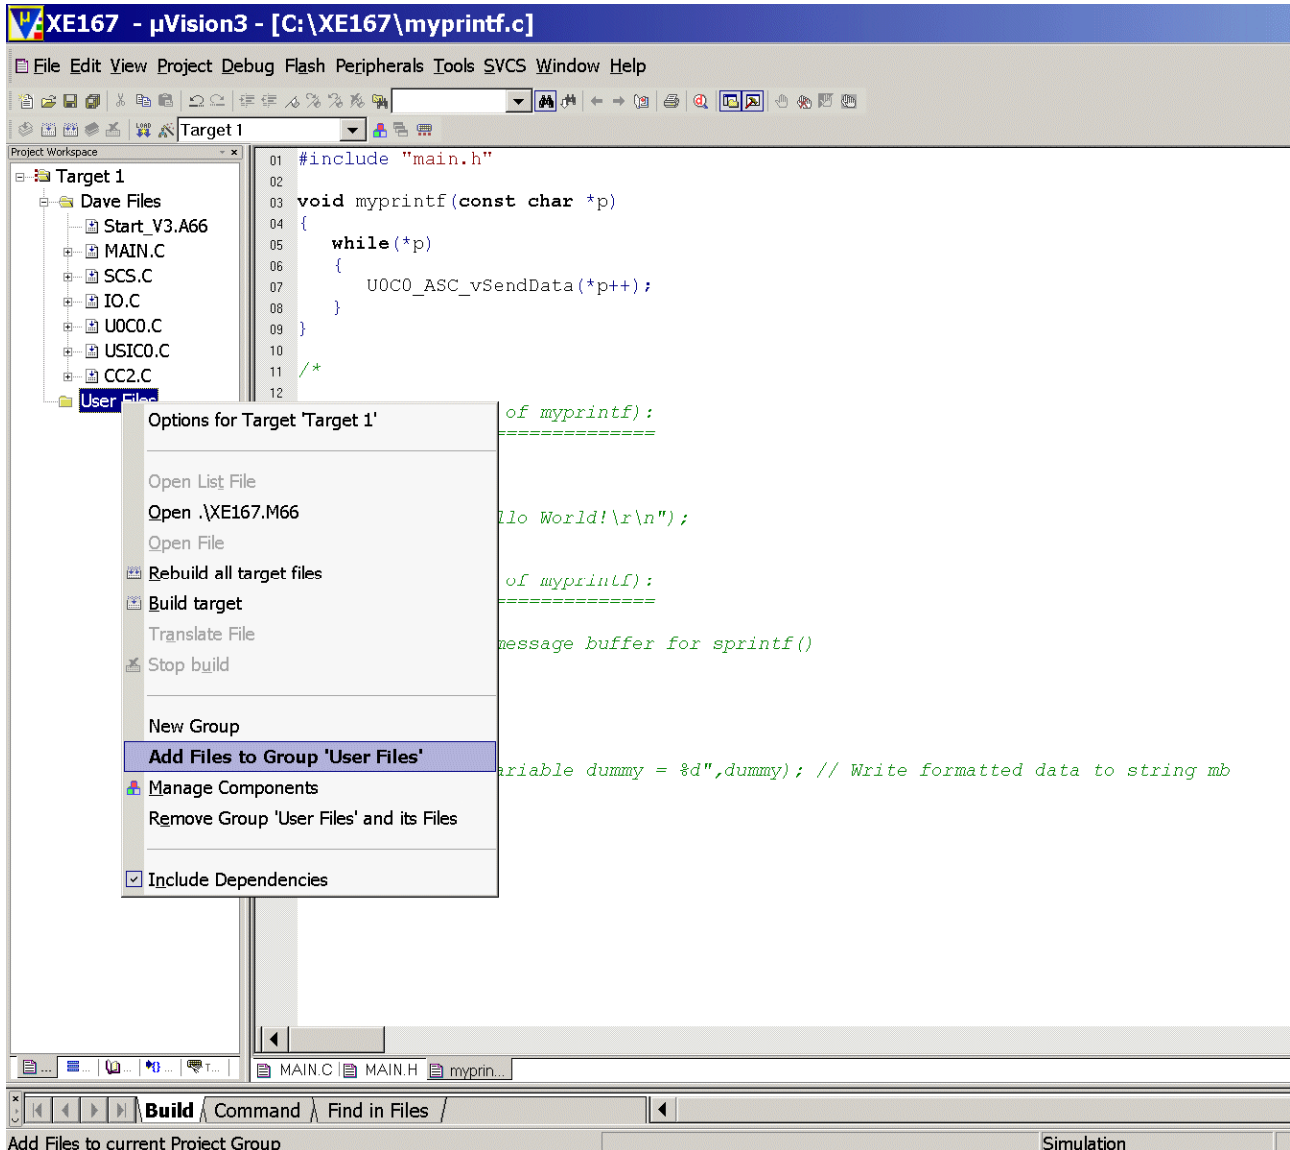 XE167 - µVision3 - [C:\XE167\myprintf.c]
File Edit View Project Debug Flash Peripherals Tools SVCS Window Help
Target 1
Project Workspace
Target 1
Dave Files
Start_V3.A66
MAIN.C
SCS.C
IO.C
U0C0.C
USIC0.C
CC2.C
User Files
01 #include "main.h"
02
03 void myprintf(const char *p)
04 {
05 while(*p)
06 {
07 U0C0_ASC_vSendData(*p++);
08 }
09 }
10
11 /*
12
of myprintf):
==============
llo World!\r\n");
of myprintf):
==============
message buffer for sprintf()
ariable dummy = %d",dummy); // Write formatted data to string mb
Options for Target 'Target 1'
Open List File
Open .\XE167.M66
Open File
Rebuild all target files
Build target
Translate File
Stop build
New Group
Add Files to Group 'User Files'
Manage Components
Remove Group 'User Files' and its Files
Include Dependencies
MAIN.C MAIN.H myprin...
Build Command Find in Files
Add Files to current Project Group
Simulation